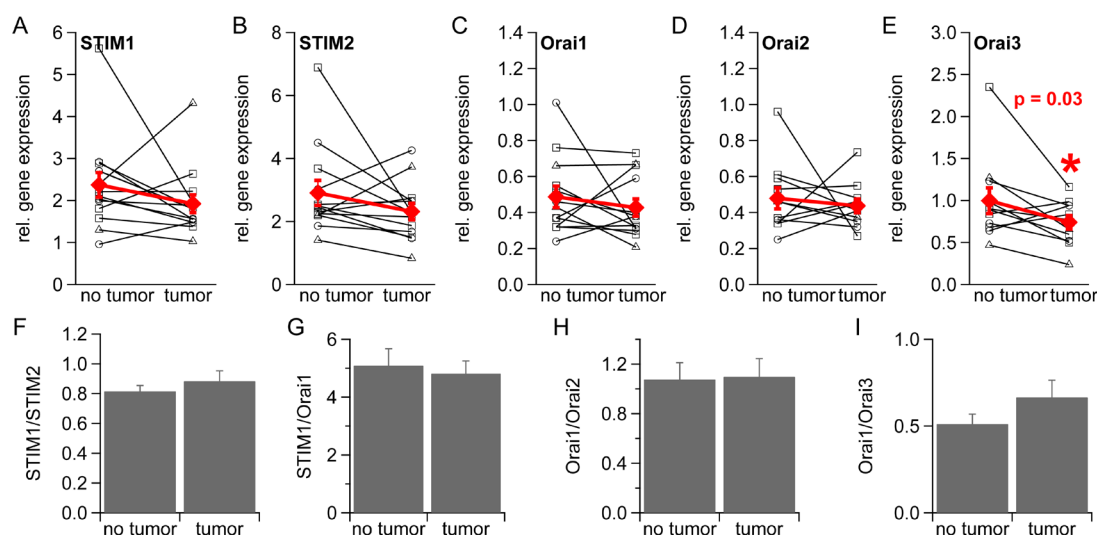 A
STIM1
rel. gene expression
6
5
4
3
2
1
0
no tumor
tumor
B
STIM2
rel. gene expression
8
6
4
2
0
no tumor
tumor
C
Orai1
rel. gene expression
1.4
1.2
1.0
0.8
0.6
0.4
0.2
0.0
no tumor
tumor
D
Orai2
rel. gene expression
1.4
1.2
1.0
0.8
0.6
0.4
0.2
0.0
no tumor
tumor
E
Orai3
rel. gene expression
3.0
2.5
2.0
1.5
1.0
0.5
0.0
p = 0.03
*
no tumor
tumor
F
STIM1/STIM2
1.2
1.0
0.8
0.6
0.4
0.2
0.0
no tumor
tumor
G
STIM1/Orai1
6
4
2
0
no tumor
tumor
H
Orai1/Orai2
1.2
0.8
0.4
0.0
no tumor
tumor
I
Orai1/Orai3
1.0
0.5
0.0
no tumor
tumor